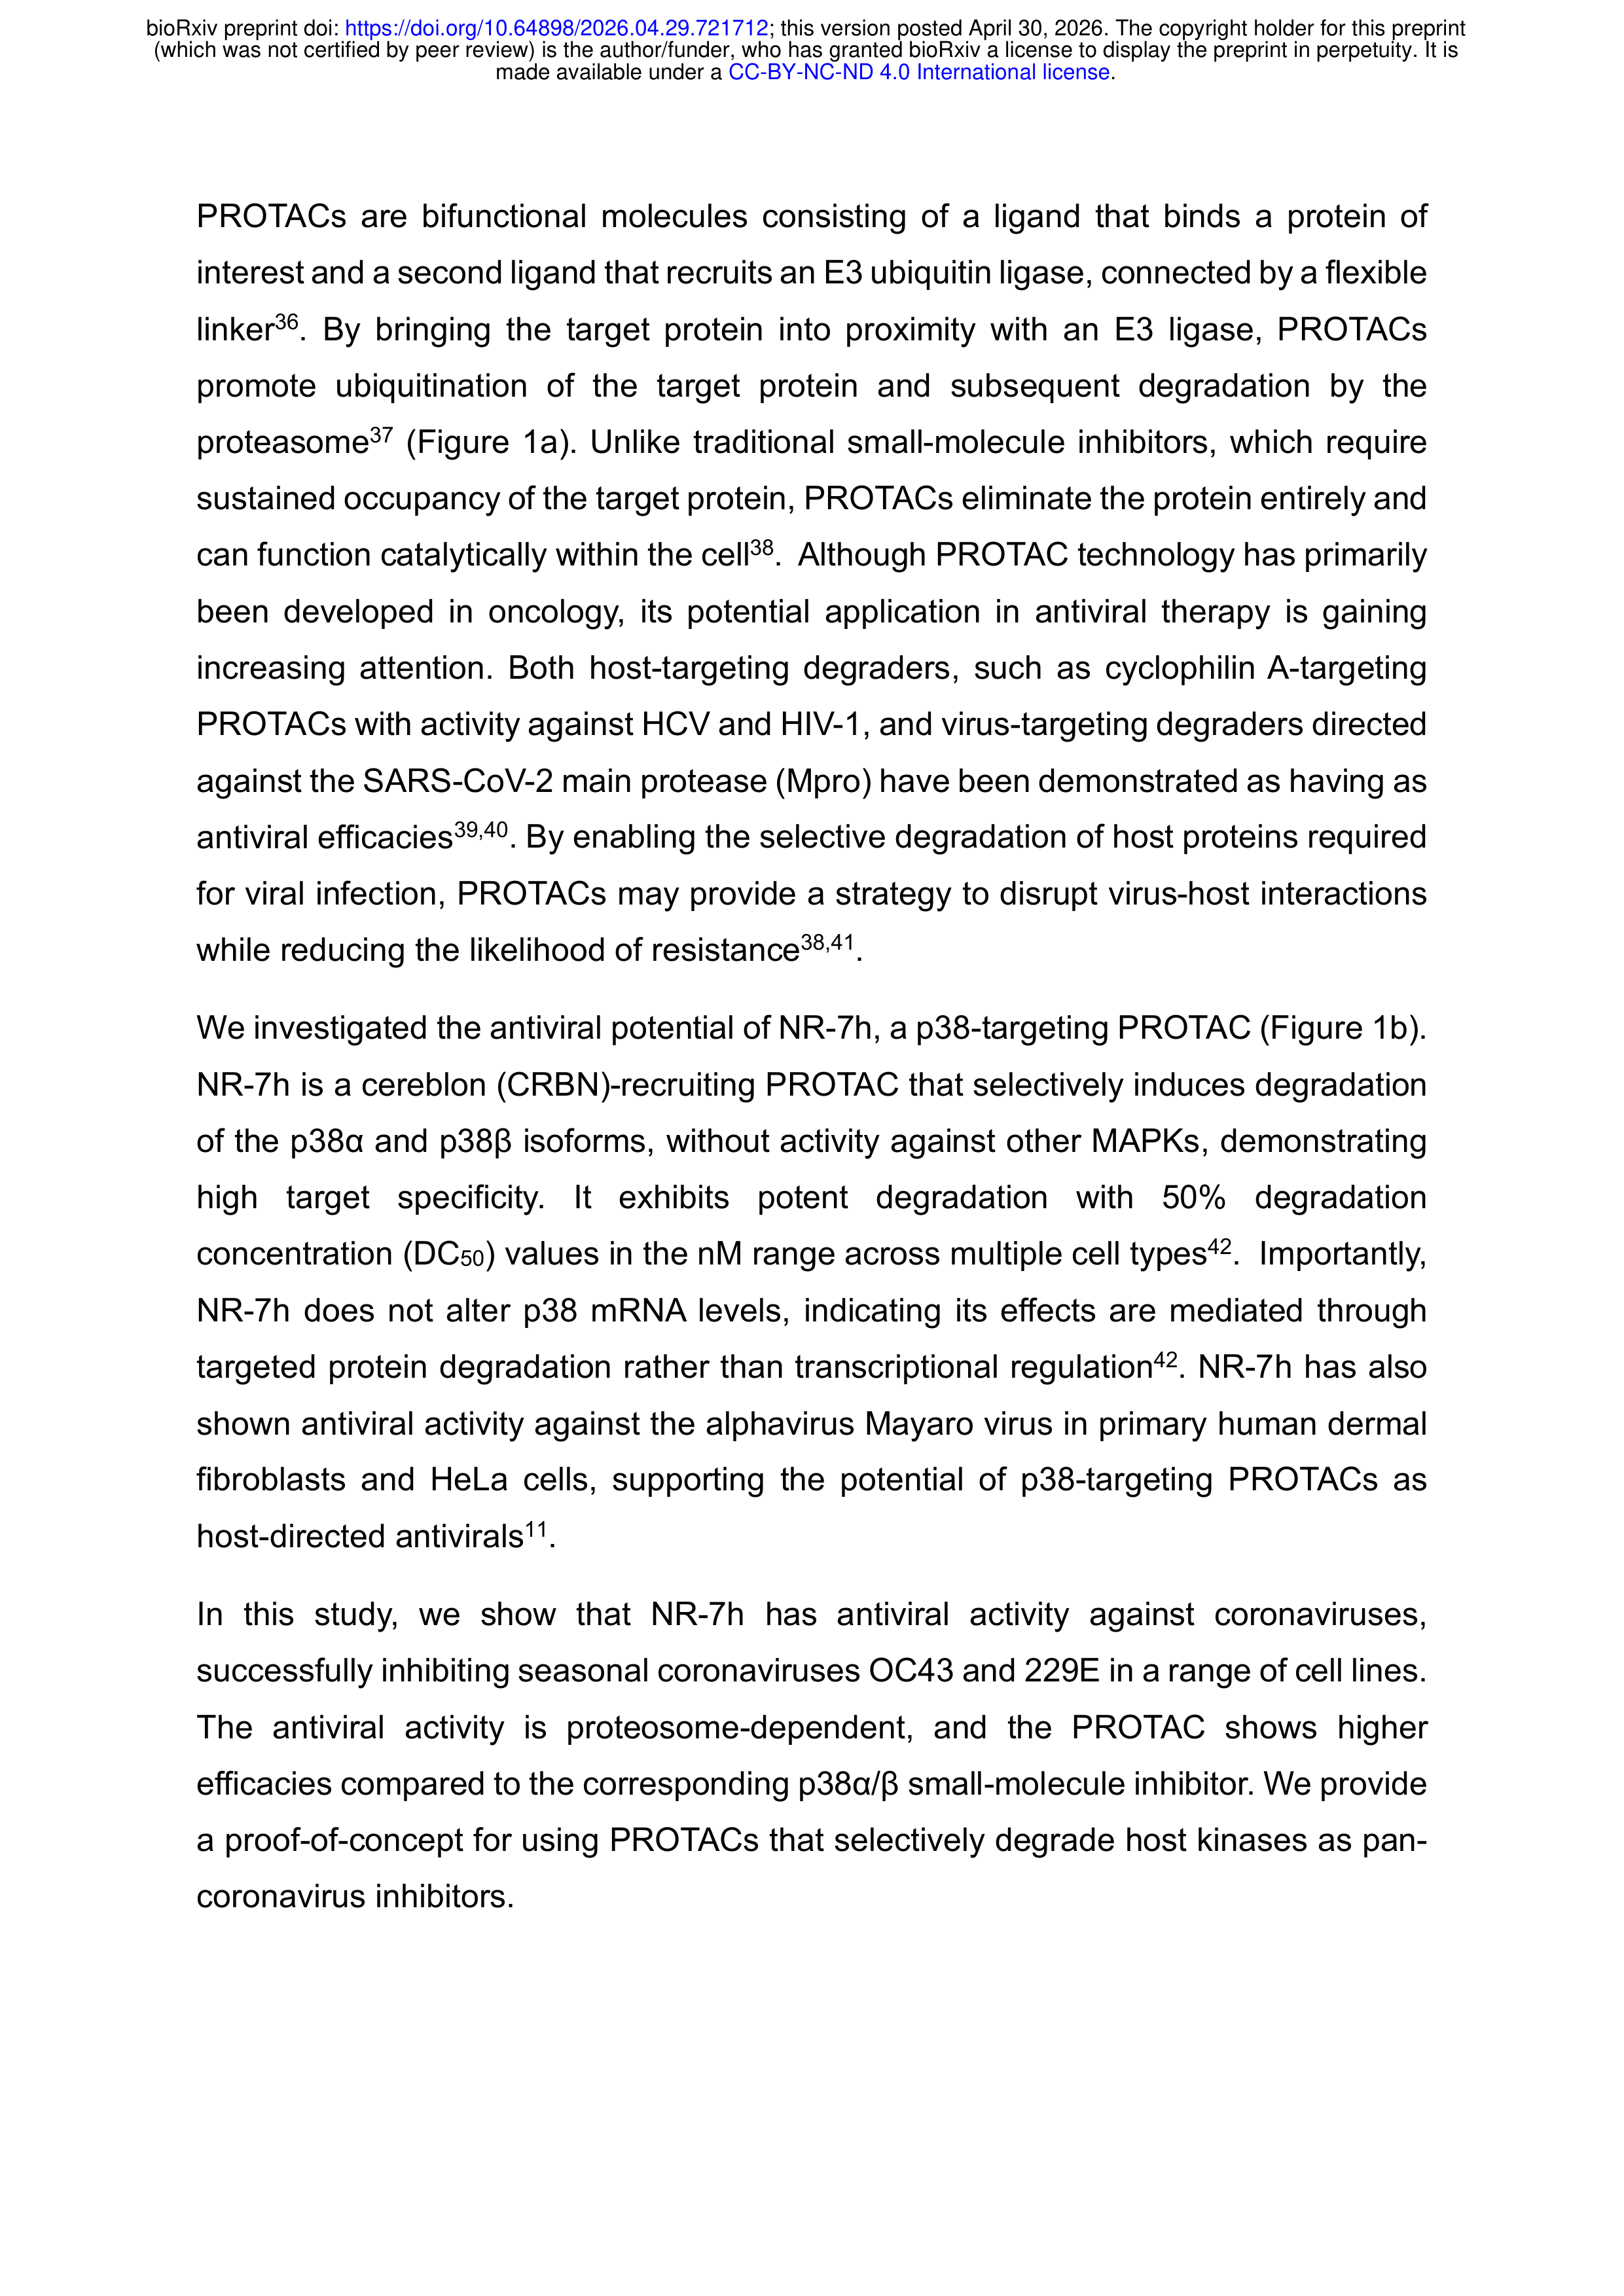 bioRxiv preprint doi: https://doi.org/10.64898/2026.04.29.721712; this version posted April 30, 2026. The copyright holder for this preprint
(which was not certified by peer review) is the author/funder, who has granted bioRxiv a license to display the preprint in perpetuity. It is
made available under a CC-BY-NC-ND 4.0 International license.
PROTACs are bifunctional molecules consisting of a ligand that binds a protein of
interest and a second ligand that recruits an E3 ubiquitin ligase, connected by a flexible
linker36. By bringing the target protein into proximity with an E3 ligase, PROTACs
promote ubiquitination of the target protein and subsequent degradation by the
proteasome37 (Figure 1a). Unlike traditional small-molecule inhibitors, which require
sustained occupancy of the target protein, PROTACs eliminate the protein entirely and
can function catalytically within the cell38. Although PROTAC technology has primarily
been developed in oncology, its potential application in antiviral therapy is gaining
increasing attention. Both host-targeting degraders, such as cyclophilin A-targeting
PROTACs with activity against HCV and HIV-1, and virus-targeting degraders directed
against the SARS-CoV-2 main protease (Mpro) have been demonstrated as having as
antiviral efficacies39,40. By enabling the selective degradation of host proteins required
for viral infection, PROTACs may provide a strategy to disrupt virus-host interactions
while reducing the likelihood of resistance38,41.
We investigated the antiviral potential of NR-7h, a p38-targeting PROTAC (Figure 1b).
NR-7h is a cereblon (CRBN)-recruiting PROTAC that selectively induces degradation
of the p38α and p38β isoforms, without activity against other MAPKs, demonstrating
high target specificity. It exhibits potent degradation with 50% degradation
concentration (DC50) values in the nM range across multiple cell types42. Importantly,
NR-7h does not alter p38 mRNA levels, indicating its effects are mediated through
targeted protein degradation rather than transcriptional regulation42. NR-7h has also
shown antiviral activity against the alphavirus Mayaro virus in primary human dermal
fibroblasts and HeLa cells, supporting the potential of p38-targeting PROTACs as
host-directed antivirals11.
In this study, we show that NR-7h has antiviral activity against coronaviruses,
successfully inhibiting seasonal coronaviruses OC43 and 229E in a range of cell lines.
The antiviral activity is proteosome-dependent, and the PROTAC shows higher
efficacies compared to the corresponding p38α/β small-molecule inhibitor. We provide
a proof-of-concept for using PROTACs that selectively degrade host kinases as pan-
coronavirus inhibitors.